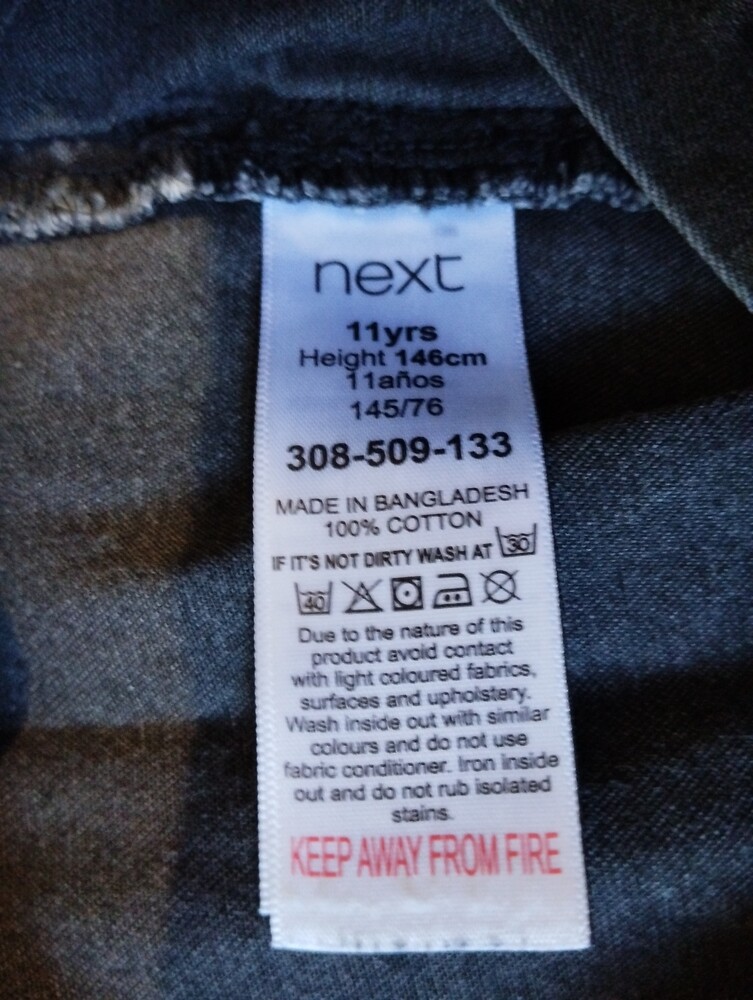 next
11yrs
Height 146cm
11años
145/76
308-509-133
MADE IN BANGLADESH
100% COTTON
IF IT'S NOT DIRTY WASH AT 30
40
Due to the nature of this
product avoid contact
with light coloured fabrics,
surfaces and upholstery.
Wash inside out with similar
colours and do not use
fabric conditioner. Iron inside
out and do not rub isolated
stains.
KEEP AWAY FROM FIRE